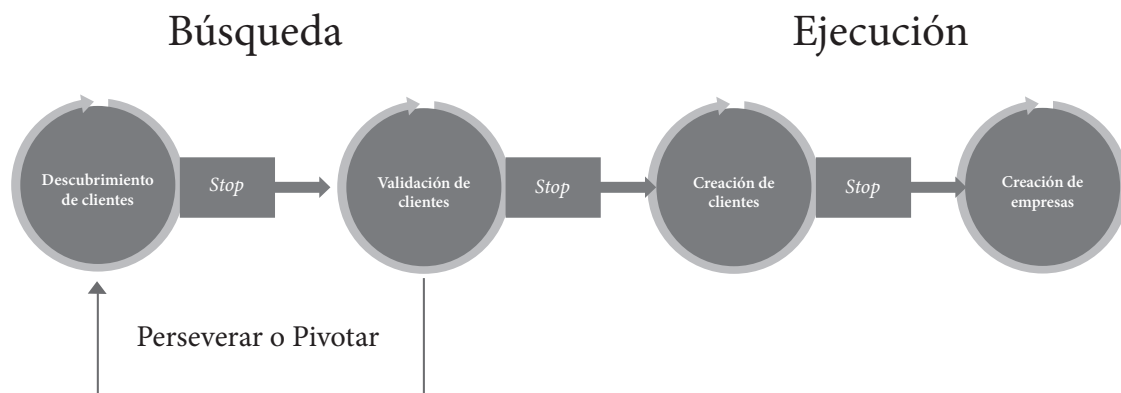 Búsqueda
Ejecución
Descubrimiento
de clientes
Stop
Validación de
clientes
Stop
Creación de
clientes
Stop
Creación de
empresas
Perseverar o Pivotar